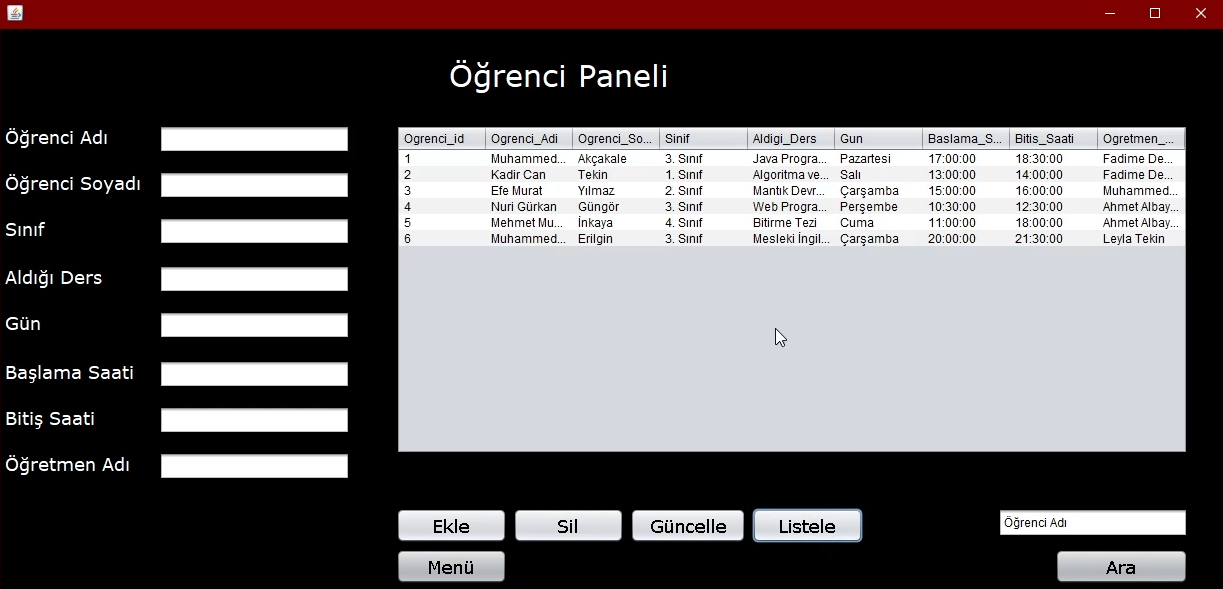 Öğrenci Paneli
Öğrenci Adı
Öğrenci Soyadı
Sınıf
Aldığı Ders
Gün
Başlama Saati
Bitiş Saati
Öğretmen Adı
Ogrenci_id Ogrenci_Adi Ogrenci_So... Sinif Aldigi_Ders Gun Baslama_S... Bitis_Saati Ogretmen_...
1 Muhammed... Akçakale 3. Sınıf Java Progra... Pazartesi 17:00:00 18:30:00 Fadime De...
2 Kadir Can Tekin 1. Sınıf Algoritma ve... Salı 13:00:00 14:00:00 Fadime De...
3 Efe Murat Yılmaz 2. Sınıf Mantık Devr... Çarşamba 15:00:00 16:00:00 Muhammed...
4 Nuri Gürkan Güngör 3. Sınıf Web Progra... Perşembe 10:30:00 12:30:00 Ahmet Albay...
5 Mehmet Mu... İnkaya 4. Sınıf Bitirme Tezi Cuma 11:00:00 18:00:00 Ahmet Albay...
6 Muhammed... Erilgin 3. Sınıf Mesleki İngil... Çarşamba 20:00:00 21:30:00 Leyla Tekin
Ekle Sil Güncelle Listele Öğrenci Adı
Menü Ara